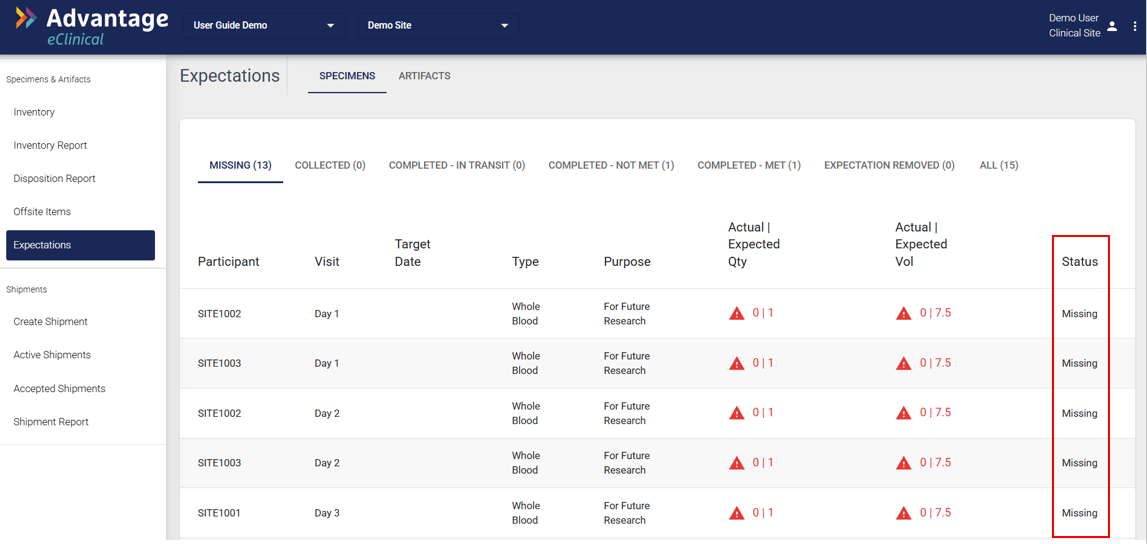 Advantage
eClinical
User Guide Demo
Demo Site
Demo User
Clinical Site
Specimens & Artifacts
Inventory
Inventory Report
Disposition Report
Offsite Items
Expectations
Shipments
Create Shipment
Active Shipments
Accepted Shipments
Shipment Report
Expectations
SPECIMENS
ARTIFACTS
MISSING (13)
COLLECTED (0)
COMPLETED - IN TRANSIT (0)
COMPLETED - NOT MET (1)
COMPLETED - MET (1)
EXPECTATION REMOVED (0)
ALL (15)
Participant
Visit
Target
Date
Type
Purpose
Actual |
Expected
Qty
Actual |
Expected
Vol
Status
SITE1002
Day 1
Whole
Blood
For Future
Research
0 | 1
0 | 7.5
Missing
SITE1003
Day 1
Whole
Blood
For Future
Research
0 | 1
0 | 7.5
Missing
SITE1002
Day 2
Whole
Blood
For Future
Research
0 | 1
0 | 7.5
Missing
SITE1003
Day 2
Whole
Blood
For Future
Research
0 | 1
0 | 7.5
Missing
SITE1001
Day 3
Whole
Blood
For Future
Research
0 | 1
0 | 7.5
Missing